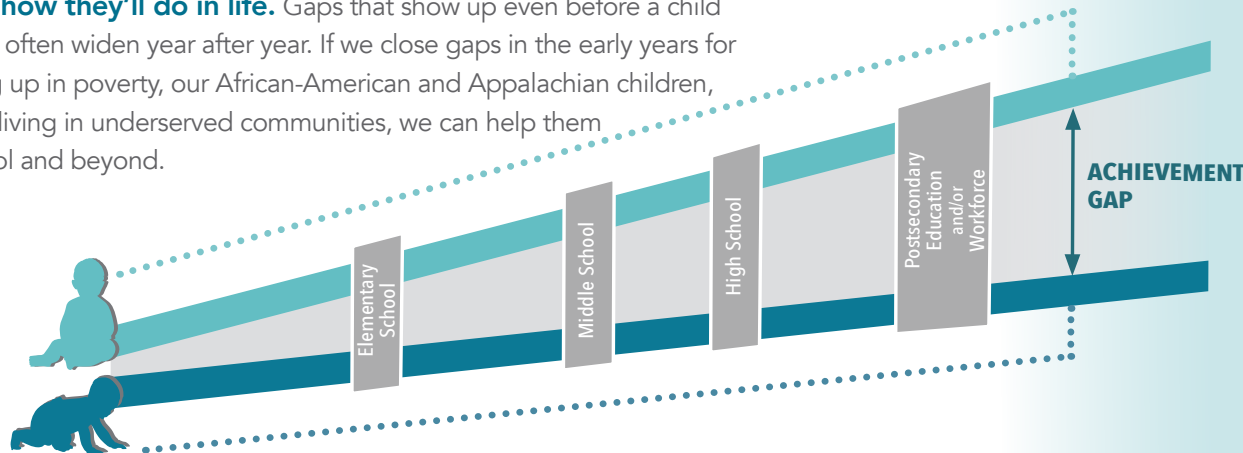 how they'll do in life. Gaps that show up even before a child
often widen year after year. If we close gaps in the early years for
up in poverty, our African-American and Appalachian children,
living in underserved communities, we can help them
and beyond.
Elementary
School
Middle School
High School
Postsecondary
Education
and/or
Workforce
ACHIEVEMENT
GAP